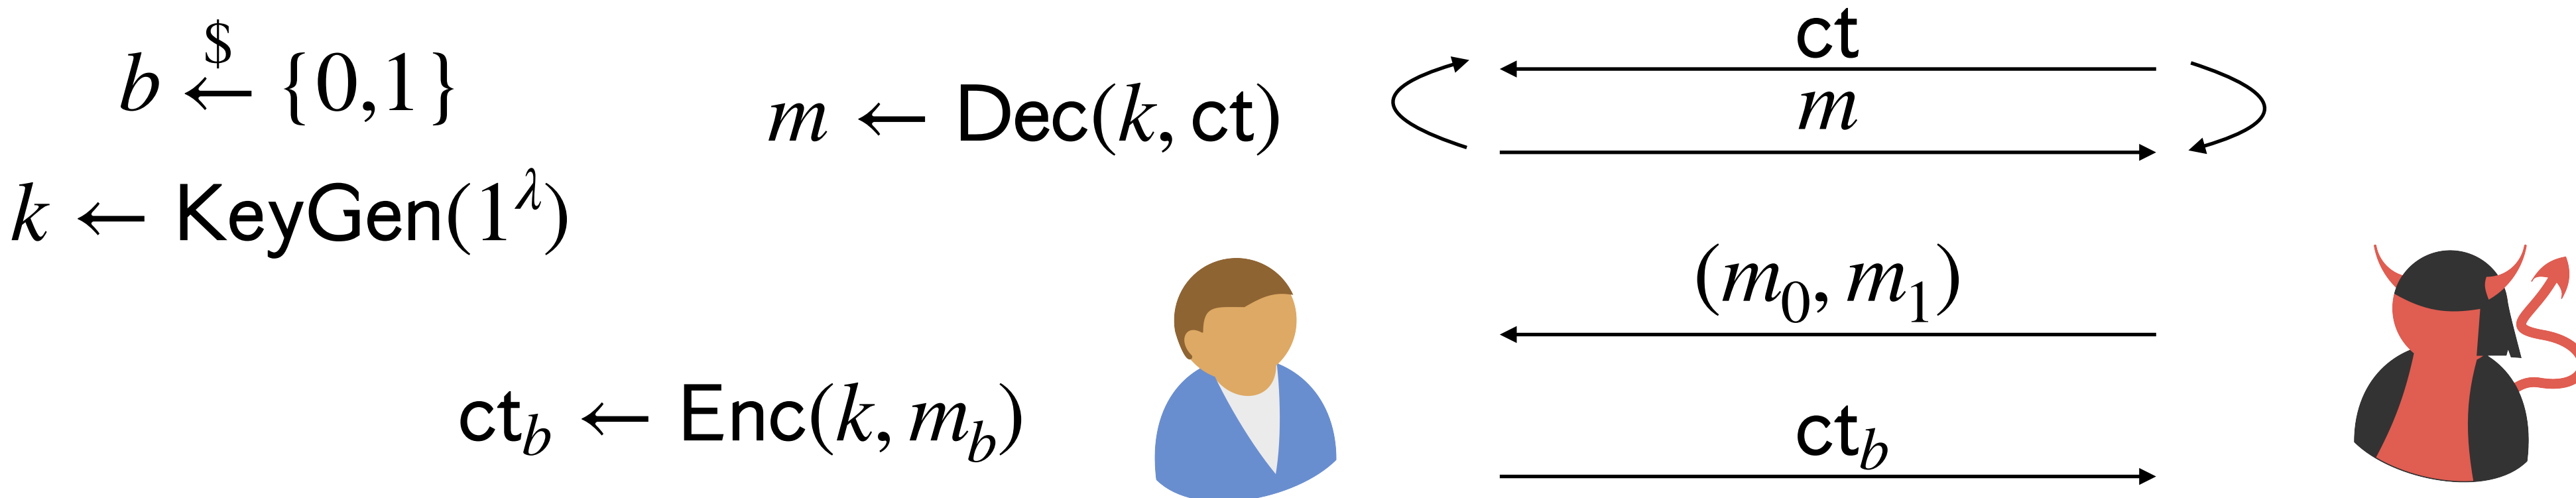 b ←$ {0,1}
k ← KeyGen(1^λ)
m ← Dec(k, ct)
ct
m
(m_0, m_1)
ct_b ← Enc(k, m_b)
ct_b